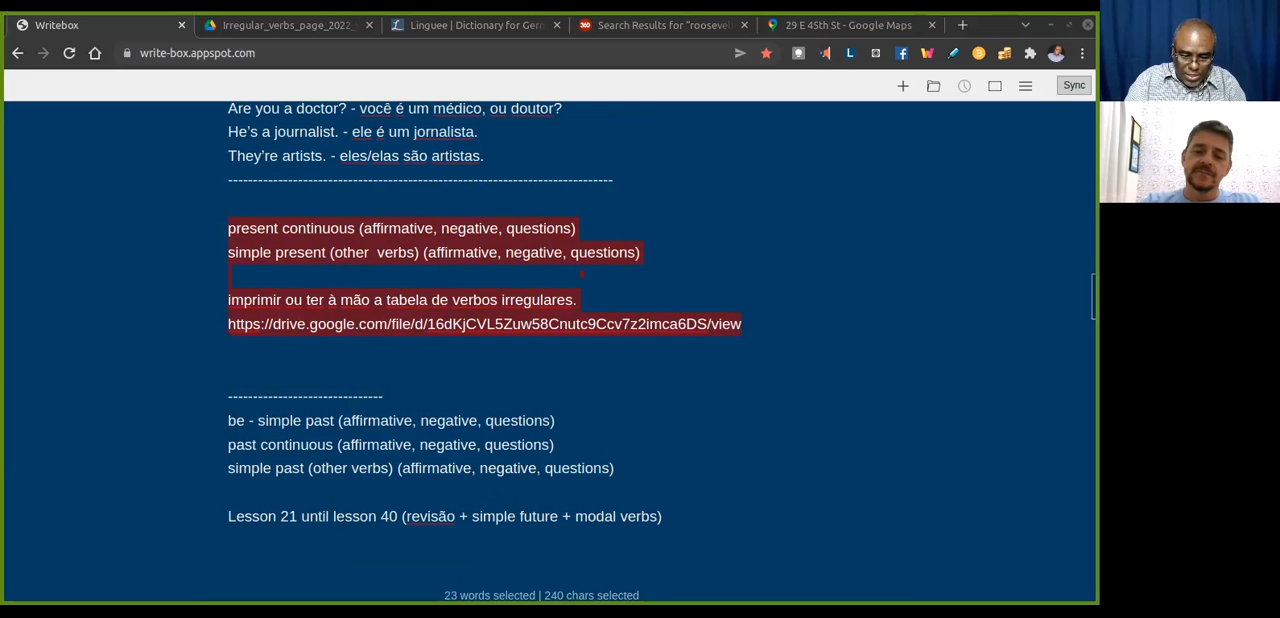 Writebox
Irregular_verbs_page_2022_
Linguee | Dictionary for Germ
Search Results for "roosevel
29 E 45th St - Google Maps
write-box.appspot.com
Sync
Are you a doctor? - você é um médico, ou doutor?
He's a journalist. - ele é um jornalista.
They're artists. - eles/elas são artistas.
-----------------------------------------------------------------------------
present continuous (affirmative, negative, questions)
simple present (other  verbs) (affirmative, negative, questions)
imprimir ou ter à mão a tabela de verbos irregulares.
https://drive.google.com/file/d/16dKjCVL5Zuw58Cnutc9Ccv7z2imca6DS/view
-------------------------------
be - simple past (affirmative, negative, questions)
past continuous (affirmative, negative, questions)
simple past (other verbs) (affirmative, negative, questions)
Lesson 21 until lesson 40 (revisão + simple future + modal verbs)
23 words selected | 240 chars selected